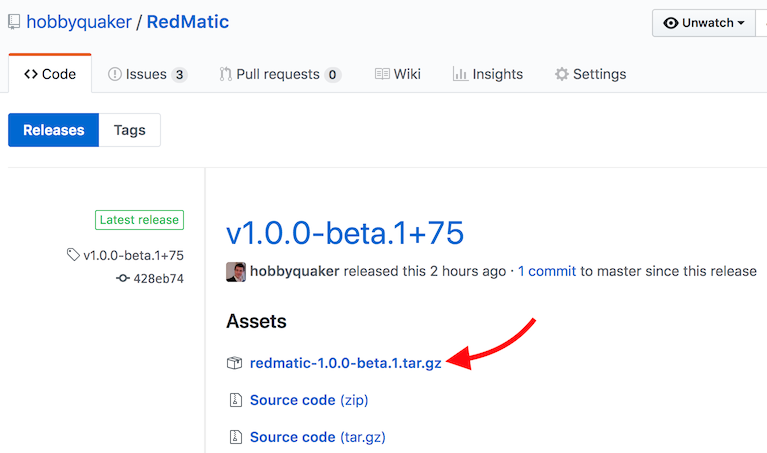 hobbyquaker / RedMatic
Unwatch
Code
Issues 3
Pull requests 0
Wiki
Insights
Settings
Releases
Tags
Latest release
v1.0.0-beta.1+75
428eb74
v1.0.0-beta.1+75
hobbyquaker released this 2 hours ago · 1 commit to master since this release
Assets
redmatic-1.0.0-beta.1.tar.gz
Source code (zip)
Source code (tar.gz)